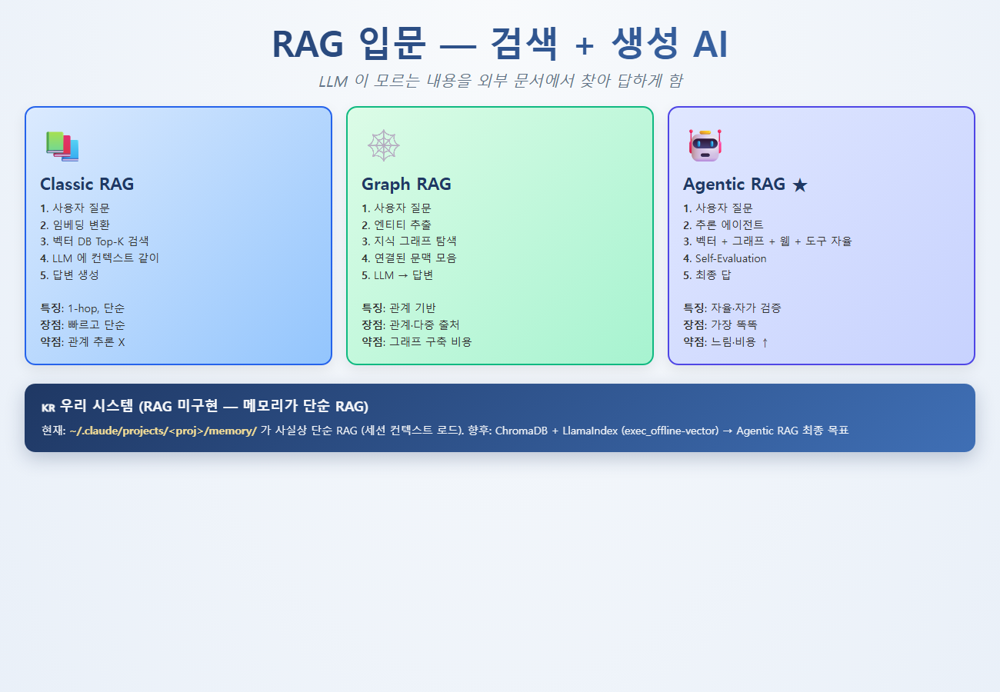 RAG 입문 — 검색 + 생성 AI
LLM 이 모르는 내용을 외부 문서에서 찾아 답하게 함
Classic RAG
1. 사용자 질문
2. 임베딩 변환
3. 벡터 DB Top-K 검색
4. LLM 에 컨텍스트 같이
5. 답변 생성
특징: 1-hop, 단순
장점: 빠르고 단순
약점: 관계 추론 X
Graph RAG
1. 사용자 질문
2. 엔티티 추출
3. 지식 그래프 탐색
4. 연결된 문맥 모음
5. LLM → 답변
특징: 관계 기반
장점: 관계·다중 출처
약점: 그래프 구축 비용
Agentic RAG ★
1. 사용자 질문
2. 추론 에이전트
3. 벡터 + 그래프 + 웹 + 도구 자율
4. Self-Evaluation
5. 최종 답
특징: 자율·자가 검증
장점: 가장 똑똑
약점: 느림·비용 ↑
KR 우리 시스템 (RAG 미구현 — 메모리가 단순 RAG)
현재: ~/.claude/projects/<proj>/memory/ 가 사실상 단순 RAG (세션 컨텍스트 로드). 향후: ChromaDB + LlamaIndex (exec_offline-vector) → Agentic RAG 최종 목표